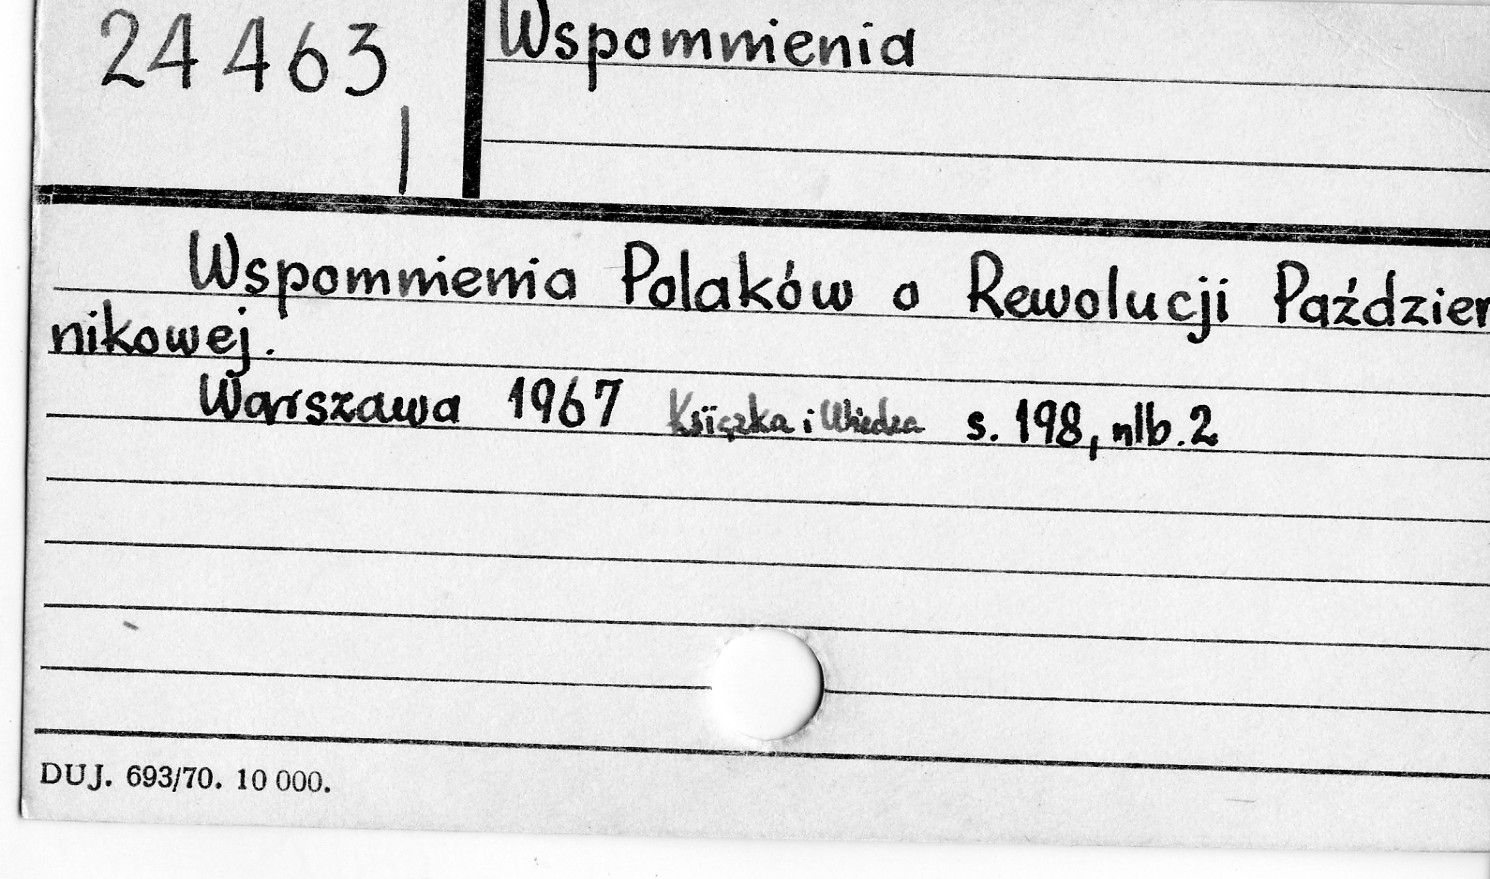 24463
Wspomnienia
I
Wspomnienia Polaków o Rewolucji Paździer
nikowej.
Warszawa 1967 Książka i Wiedza s. 198, nlb. 2
DUJ. 693/70. 10 000.